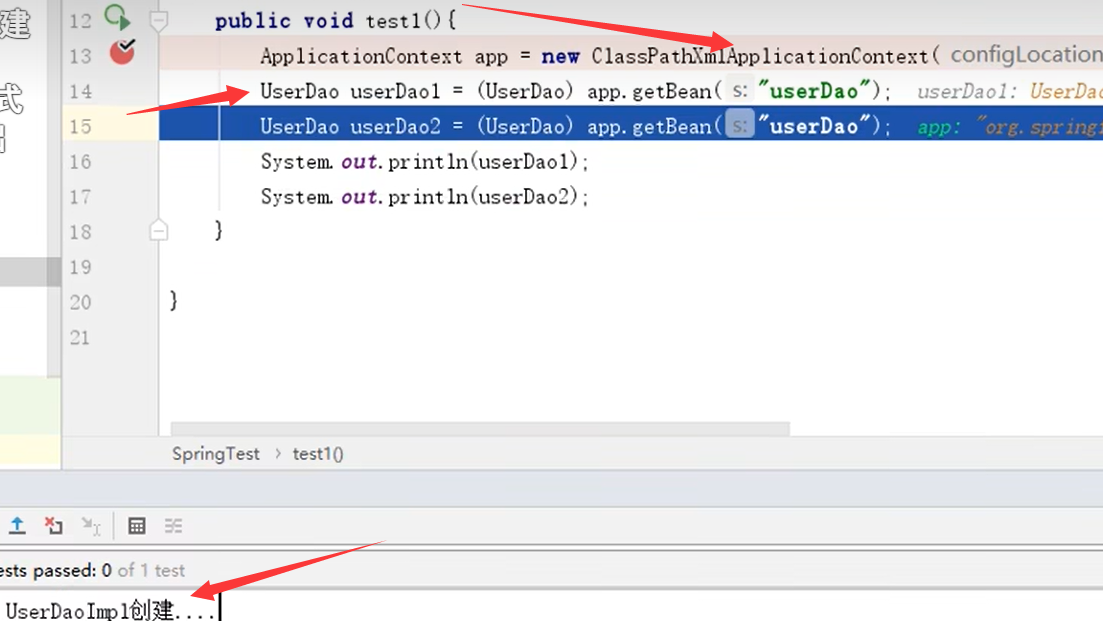 建
式
12 public void test1(){
13 ApplicationContext app = new ClassPathXmlApplicationContext( configLocation
14 UserDao userDao1 = (UserDao) app.getBean( s: "userDao"); userDao1: UserDao
15 UserDao userDao2 = (UserDao) app.getBean( s: "userDao"); app: "org.spring
16 System.out.println(userDao1);
17 System.out.println(userDao2);
18 }
19
20 }
21
SpringTest > test1()
ests passed: 0 of 1 test
UserDaoImpl创建....